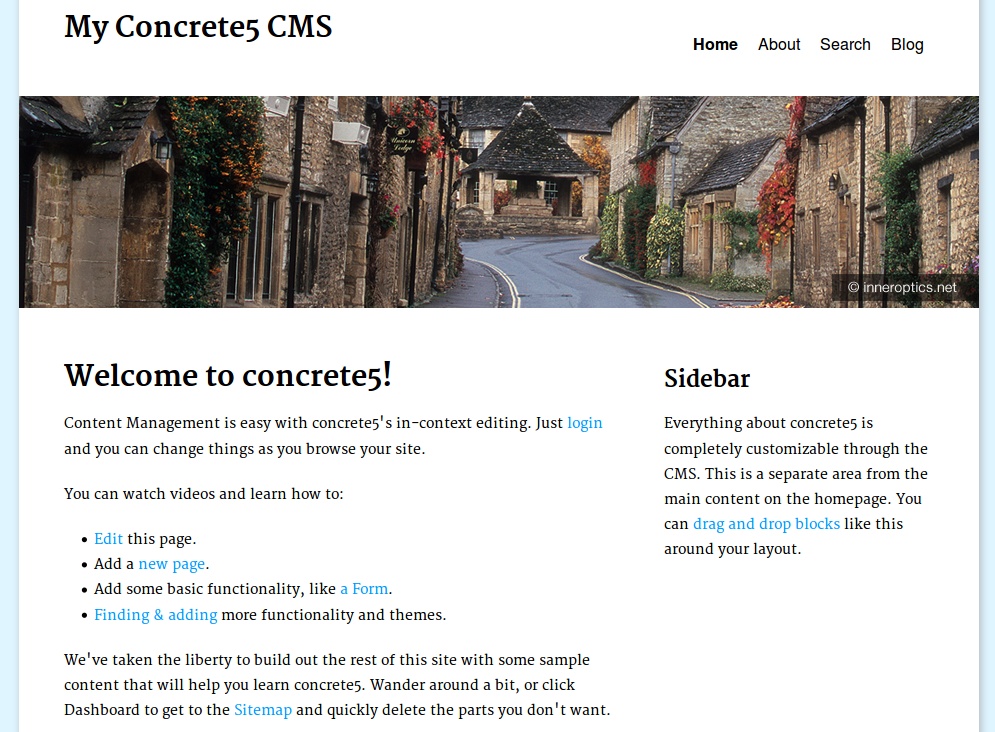 My Concrete5 CMS
Home About Search Blog
Unicorn
Lodge
© inneroptics.net
Welcome to concrete5!
Content Management is easy with concrete5's in-context editing. Just login
and you can change things as you browse your site.
You can watch videos and learn how to:
• Edit this page.
• Add a new page.
• Add some basic functionality, like a Form.
• Finding & adding more functionality and themes.
We've taken the liberty to build out the rest of this site with some sample
content that will help you learn concrete5. Wander around a bit, or click
Dashboard to get to the Sitemap and quickly delete the parts you don't want.
Sidebar
Everything about concrete5 is
completely customizable through the
CMS. This is a separate area from the
main content on the homepage. You
can drag and drop blocks like this
around your layout.